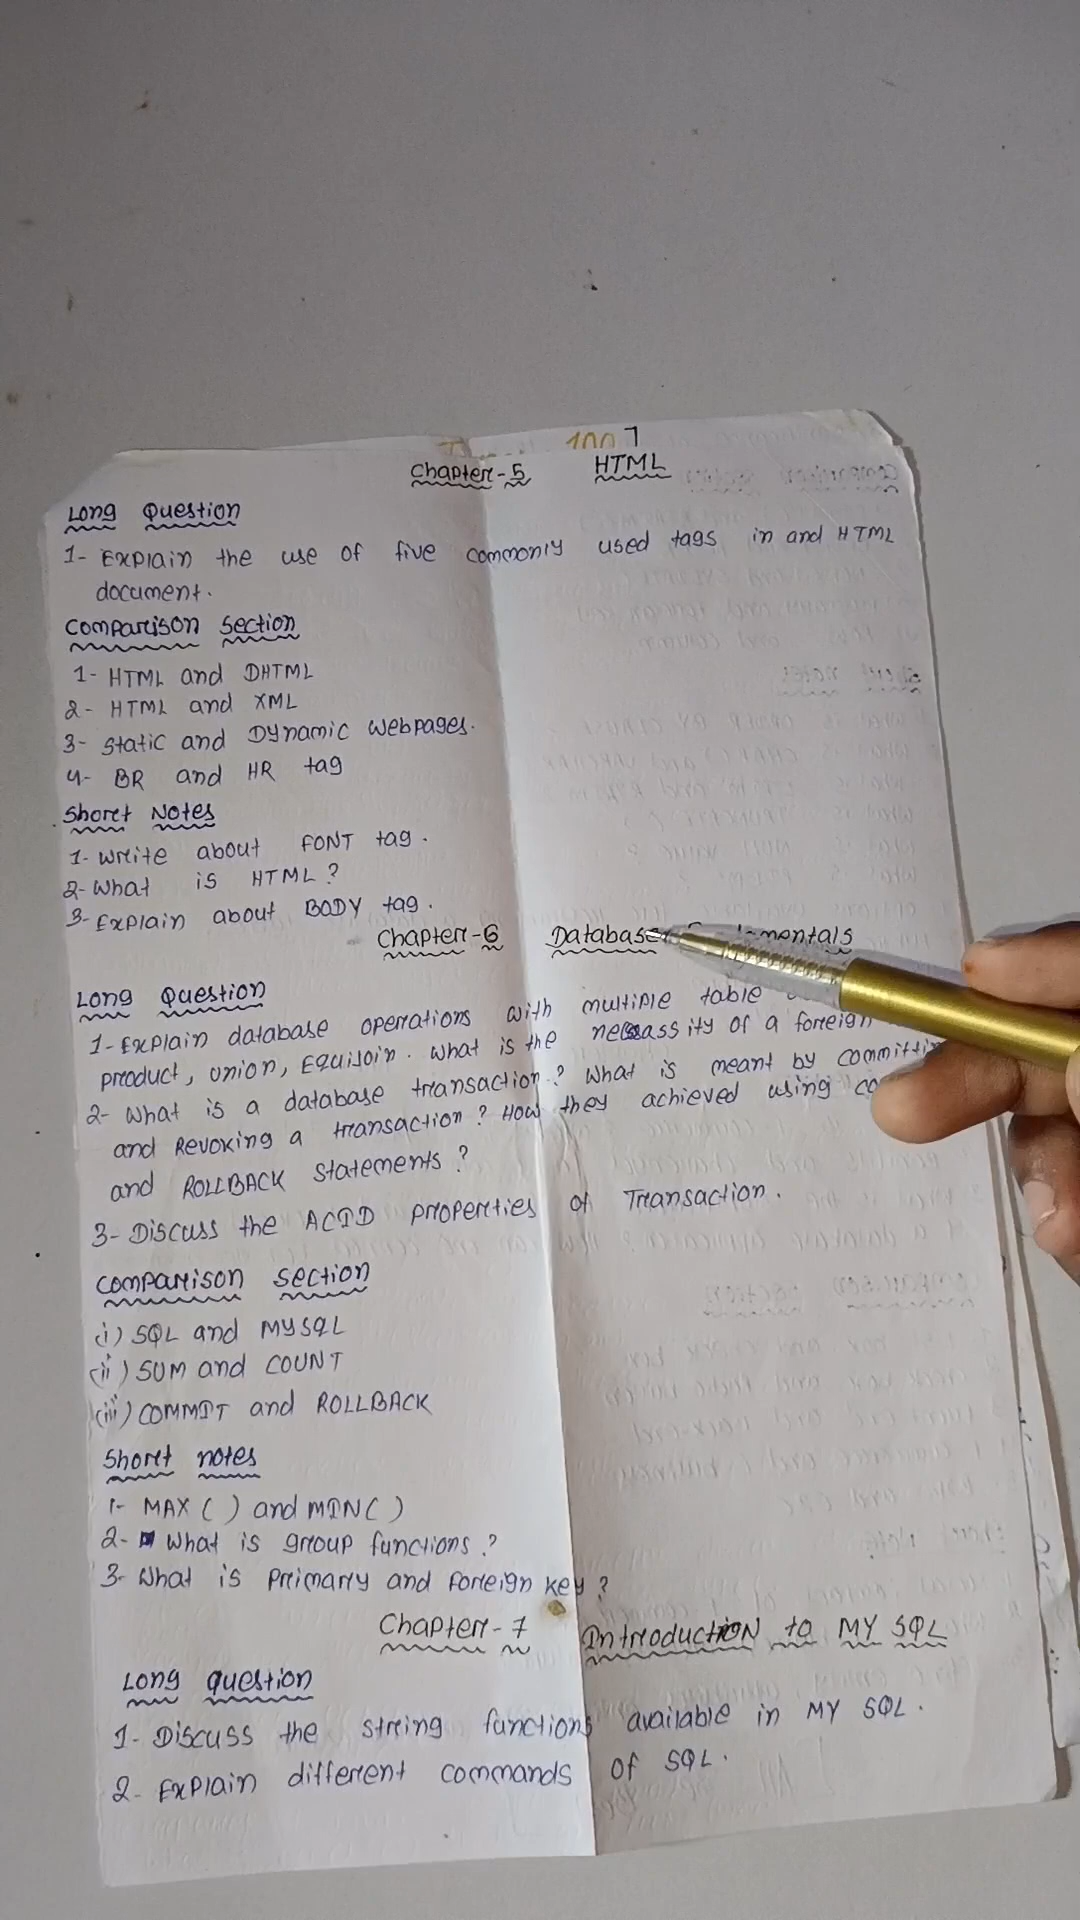 1007
Chapter-5 HTML
Long Question
1- Explain the use of five commonly used tags in and HTML
document.
Comparison Section
1- HTML and DHTML
2- HTML and XML
3- Static and Dynamic Webpages.
4- BR and HR tag
Short Notes
1- Write about FONT tag.
2- What is HTML?
3- Explain about BODY tag.
Chapter-6 Database
Long Question
1- Explain database operations with multiple table
product, Union, Equijoin. What is the necssasity of a foreign
2- What is a database transaction? What is meant by
and Revoking a transaction? How they achieved using
and ROLLBACK statements?
3- Discuss the ACID properties of Transaction.
Comparison Section
(i) SQL and MYSQL
(ii) SUM and COUNT
(iii) COMMIT and ROLLBACK
Short notes
1- MAX( ) and MIN( )
2- What is group functions?
3- What is Primary and Foreign key?
Chapter-7 Introduction to MY SQL
Long question
1- Discuss the string functions available in MY SQL.
2- Explain different commands of SQL.